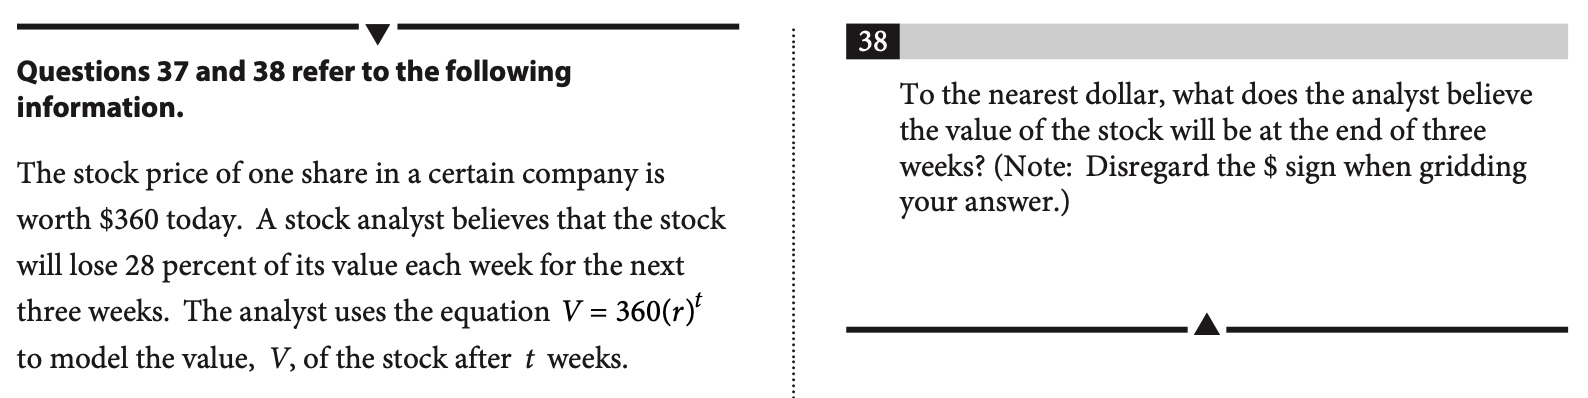 Questions 37 and 38 refer to the following
information.
The stock price of one share in a certain company is
worth $360 today. A stock analyst believes that the stock
will lose 28 percent of its value each week for the next
three weeks. The analyst uses the equation V = 360(r)^t
to model the value, V, of the stock after t weeks.
38
To the nearest dollar, what does the analyst believe
the value of the stock will be at the end of three
weeks? (Note: Disregard the $ sign when gridding
your answer.)